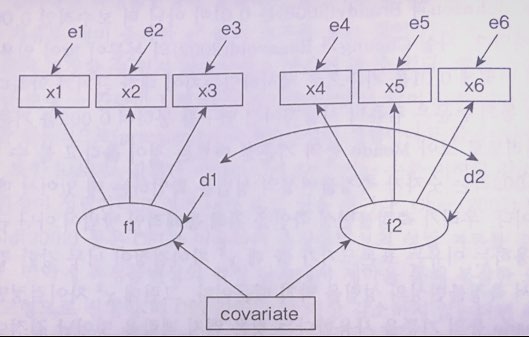 e1 e2 e3 e4 e5 e6
x1 x2 x3 x4 x5 x6
d1 d2
f1 f2
covariate